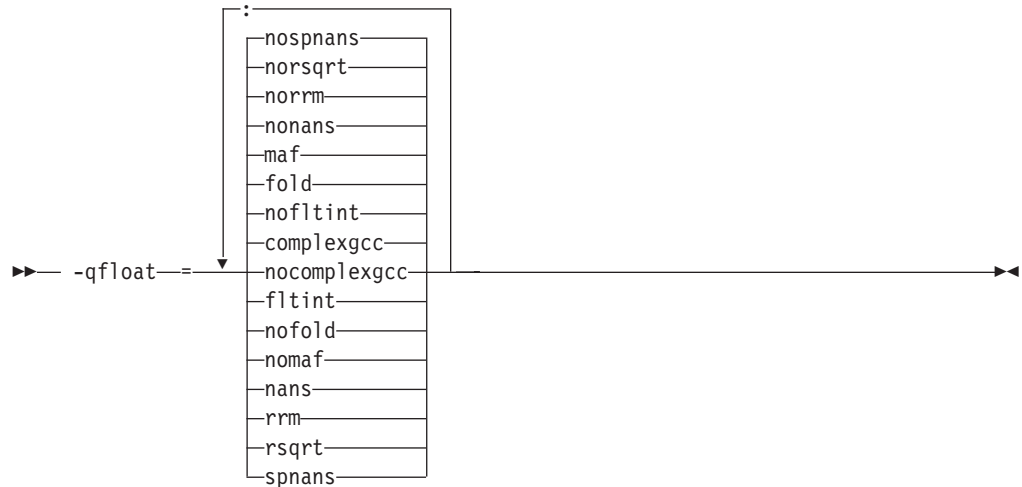 :
nospnans
norsqrt
norrm
nonans
maf
fold
nofltint
complexgcc
-qfloat = nocomplexgcc
fltint
nofold
nomaf
nans
rrm
rsqrt
spnans